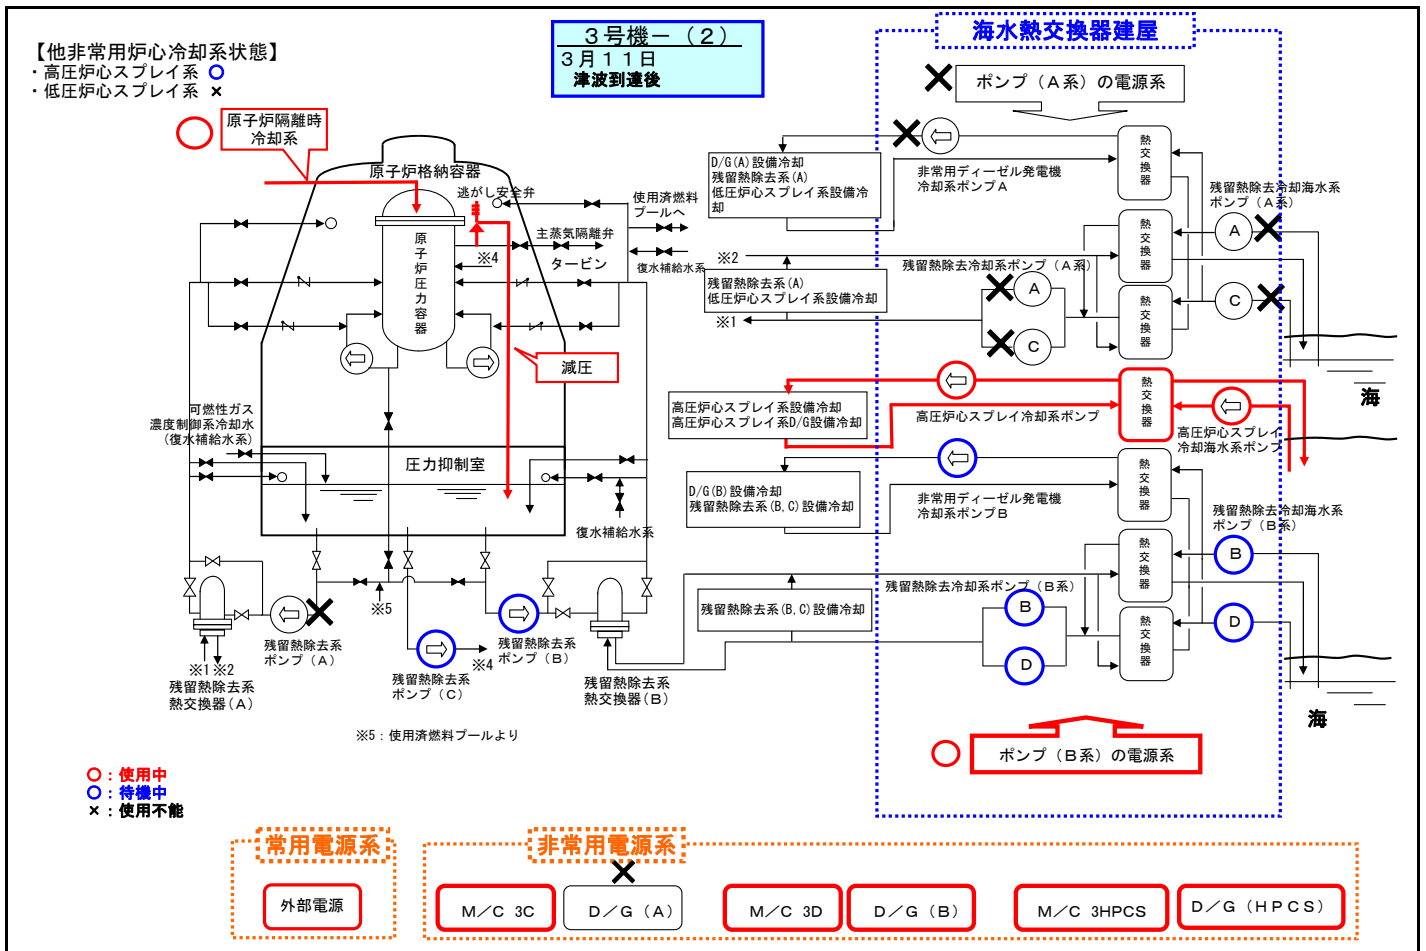 【他非常用炉心冷却系状態】
・高圧炉心スプレイ系 ○
・低圧炉心スプレイ系 ×
３号機－（２）
３月１１日
津波到達後
海水熱交換器建屋
ポンプ（Ａ系）の電源系
原子炉隔離時
冷却系
原子炉格納容器
逃がし安全弁
使用済燃料
プールへ
主蒸気隔離弁
※4
タービン
復水補給水系
原子炉圧力容器
減圧
可燃性ガス
濃度制御系冷却水
(復水補給水系)
圧力抑制室
復水補給水系
D/G(A)設備冷却
残留熱除去系(A)
低圧炉心スプレイ系設備冷
却
非常用ディーゼル発電機
冷却系ポンプＡ
熱交換器
残留熱除去冷却海水系
ポンプ（Ａ系）
A
※2
残留熱除去冷却系ポンプ（Ａ系）
熱交換器
残留熱除去系(A)
低圧炉心スプレイ系設備冷却
A
C
※1
C
熱交換器
海
高圧炉心スプレイ系設備冷却
高圧炉心スプレイ系D/G設備冷却
高圧炉心スプレイ冷却系ポンプ
熱交換器
高圧炉心スプレイ
冷却海水系ポンプ
D/G(B)設備冷却
残留熱除去系(B,C)設備冷却
非常用ディーゼル発電機
冷却系ポンプＢ
熱交換器
残留熱除去冷却海水系
ポンプ（Ｂ系）
B
残留熱除去冷却系ポンプ（Ｂ系）
熱交換器
残留熱除去系(B,C)設備冷却
B
D
D
熱交換器
海
※5
残留熱除去系
ポンプ（Ａ）
※1 ※2
残留熱除去系
熱交換器(A)
残留熱除去系
ポンプ（Ｃ）
※4
残留熱除去系
ポンプ（Ｂ）
残留熱除去系
熱交換器(B)
※5：使用済燃料プールより
ポンプ（Ｂ系）の電源系
○：使用中
○：待機中
×：使用不能
常用電源系
外部電源
非常用電源系
M／C 3C
D／G（A）
M／C 3D
D／G（B）
M／C 3HPCS
D／G（ＨＰＣＳ）